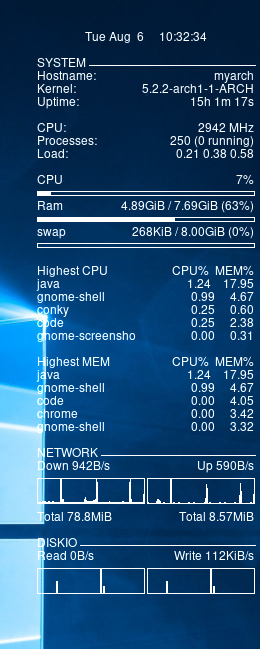 Tue Aug 6 10:32:34
SYSTEM
Hostname: myarch
Kernel: 5.2.2-arch1-1-ARCH
Uptime: 15h 1m 17s
CPU: 2942 MHz
Processes: 250 (0 running)
Load: 0.21 0.38 0.58
CPU 7%
Ram 4.89GiB / 7.69GiB (63%)
swap 268KiB / 8.00GiB (0%)
Highest CPU CPU% MEM%
java 1.24 17.95
gnome-shell 0.99 4.67
conky 0.25 0.60
code 0.25 2.38
gnome-screensho 0.00 0.31
Highest MEM CPU% MEM%
java 1.24 17.95
gnome-shell 0.99 4.67
code 0.00 4.05
chrome 0.00 3.42
gnome-shell 0.00 3.32
NETWORK
Down 942B/s Up 590B/s
Total 78.8MiB Total 8.57MiB
DISKIO
Read 0B/s Write 112KiB/s